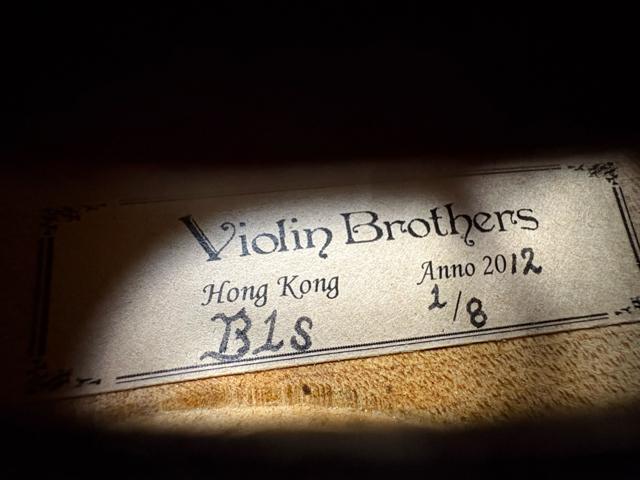 Violin Brothers
Hong Kong Anno 2012
B1s 1/8